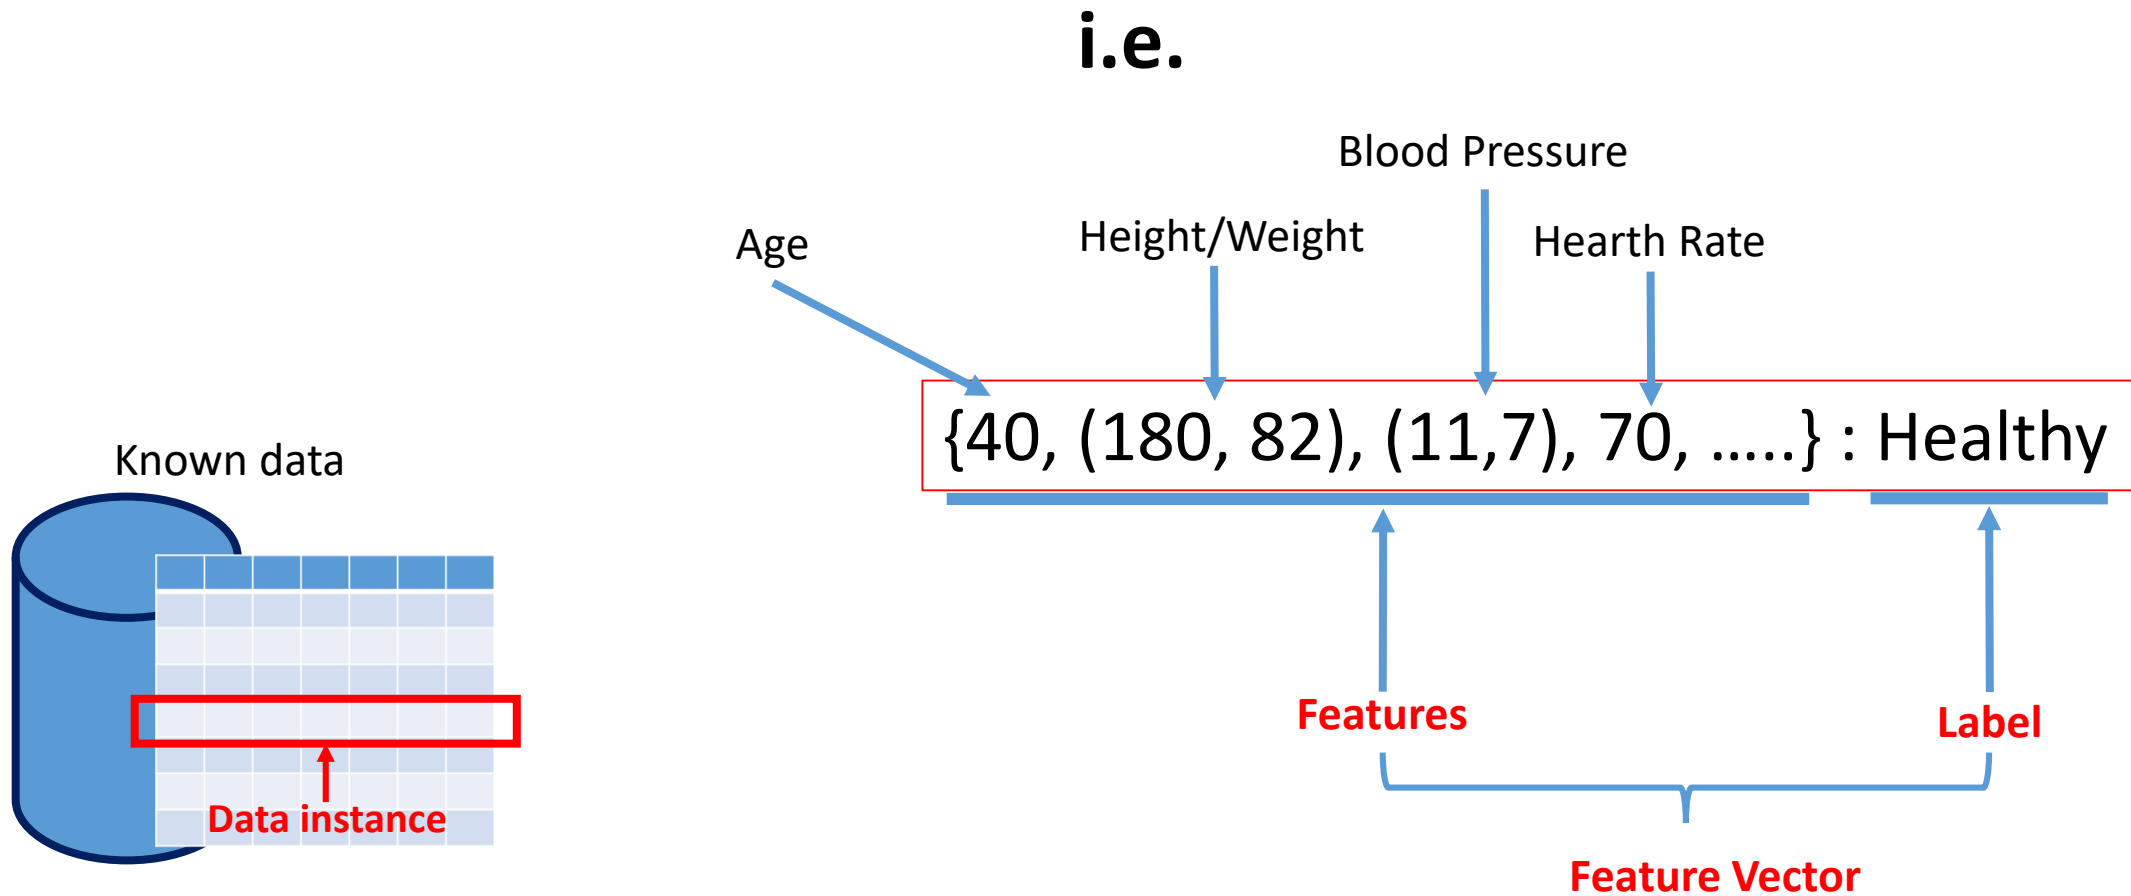 i.e.
Blood Pressure
Age
Height/Weight
Hearth Rate
{40, (180, 82), (11,7), 70, .....} : Healthy
Known data
Features
Label
Data instance
Feature Vector